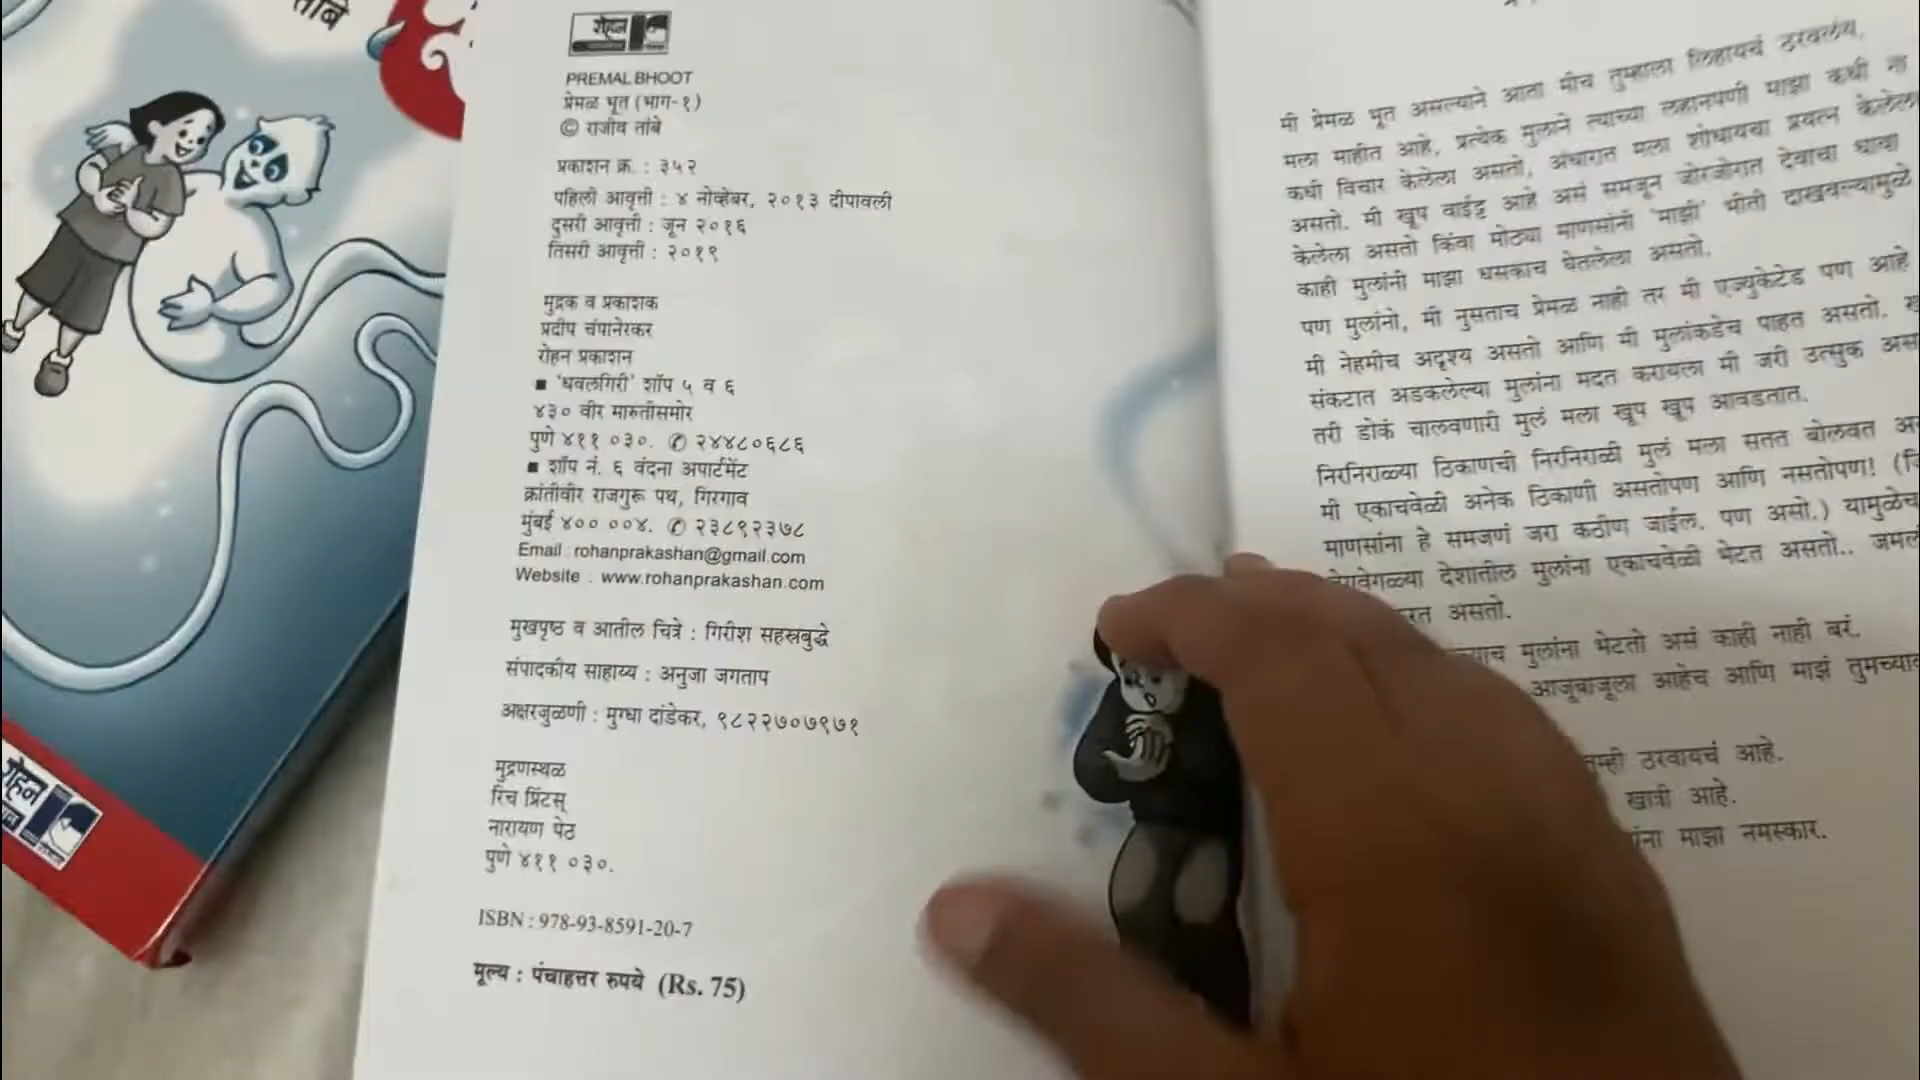 तांबे
रोहन
PREMAL BHOOT
प्रेमळ भूत (भाग-१)
© राजीव तांबे
प्रकाशन क्र. : ३५२
पहिली आवृत्ती : ४ नोव्हेंबर, २०१३ दीपावली
दुसरी आवृत्ती : जून २०१६
तिसरी आवृत्ती : २०१९
मुद्रक व प्रकाशक
प्रदीप चंपानेरकर
रोहन प्रकाशन
■ 'धवलगिरी' शॉप ५ व ६
४३० वीर मारुतीसमोर
पुणे ४११ ०३०. ✆ २४४८०६८६
■ शॉप नं. ६ वंदना अपार्टमेंट
क्रांतीवीर राजगुरू पथ, गिरगाव
मुंबई ४०० ००४. ✆ २३८९२३७८
Email : rohanprakashan@gmail.com
Website : www.rohanprakashan.com
मुखपृष्ठ व आतील चित्रे : गिरीश सहस्रबुद्धे
संपादकीय साहाय्य : अनुजा जगताप
अक्षरजुळणी : मुग्धा दांडेकर, ९८२२७०७९७१
मुद्रणस्थळ
रिच प्रिंटस्
नारायण पेठ
पुणे ४११ ०३०.
ISBN : 978-93-8591-20-7
मूल्य : पंचाहत्तर रुपये (Rs. 75)
मी प्रेमळ भूत असल्याने आता मीच तुम्हाला लिहायचं ठरवलंय.
मला माहीत आहे, प्रत्येक मुलाने त्याच्या लहानपणी माझा कधी ना
कधी विचार केलेला असतो, अंधारात मला शोधायचा प्रयत्न केलेला
असतो. मी खूप वाईट्ट आहे असं समजून जोरजोरात देवाचा धावा
केलेला असतो किंवा मोठ्या माणसांनी 'माझी' भीती दाखवल्यामुळे
काही मुलांनी माझा धसकाच घेतलेला असतो.
पण मुलांनो, मी नुसताच प्रेमळ नाही तर मी एज्युकेटेड पण आहे
मी नेहमीच अदृश्य असतो आणि मी मुलांकडेच पाहत असतो.
संकटात अडकलेल्या मुलांना मदत करायला मी जरी उत्सुक
तरी डोकं चालवणारी मुलं मला खूप खूप आवडतात.
निरनिराळ्या ठिकाणची निरनिराळी मुलं मला सतत बोलवत
मी एकाचवेळी अनेक ठिकाणी असतोपण आणि नसतोपण!
माणसांना हे समजणं जरा कठीण जाईल. पण असो.) यामुळेच
देशातील मुलांना एकाचवेळी भेटत असतो..
असतो.
मुलांना भेटतो असं काही नाही बरं.
आजूबाजूला आहेच आणि माझं
ठरवायचं आहे.
खात्री आहे.
माझा नमस्कार.
रोहन